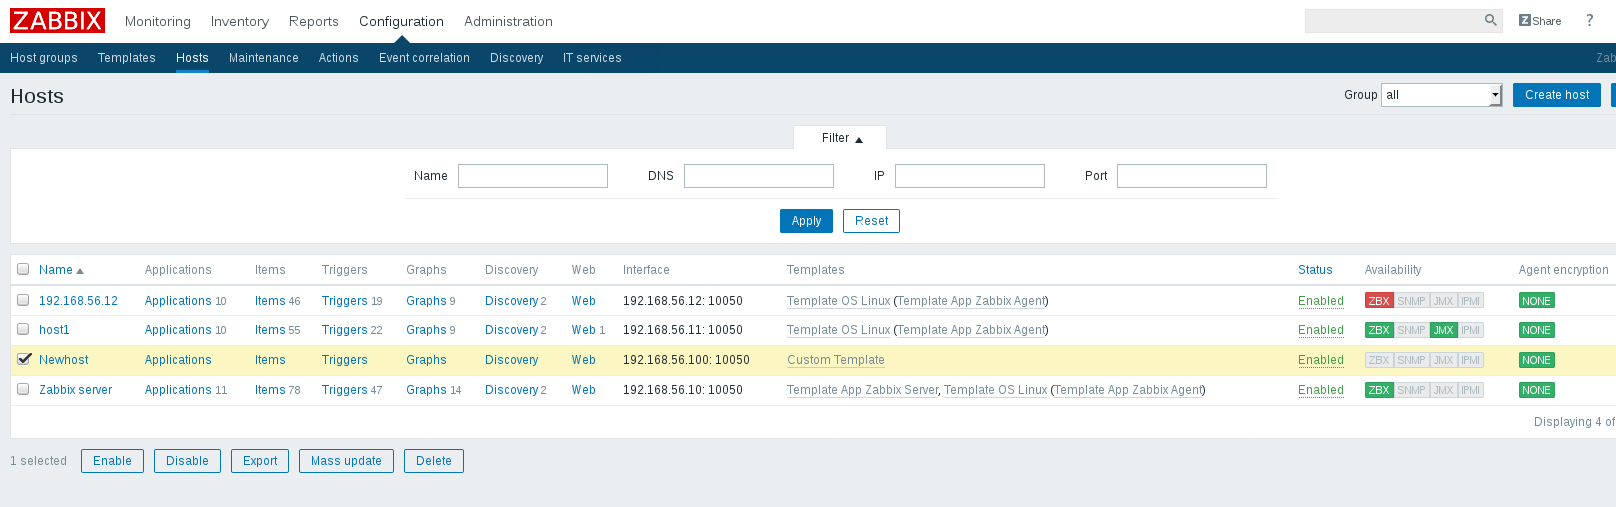 ZABBIX Monitoring Inventory Reports Configuration Administration Z Share ?
Host groups Templates Hosts Maintenance Actions Event correlation Discovery IT services Zab
Hosts Group all Create host
Filter
Name DNS IP Port
Apply Reset
Name Applications Items Triggers Graphs Discovery Web Interface Templates Status Availability Agent encryption
192.168.56.12 Applications 10 Items 46 Triggers 19 Graphs 9 Discovery 2 Web 192.168.56.12: 10050 Template OS Linux (Template App Zabbix Agent) Enabled ZBX SNMP JMX IPMI NONE
host1 Applications 10 Items 55 Triggers 22 Graphs 9 Discovery 2 Web 1 192.168.56.11: 10050 Template OS Linux (Template App Zabbix Agent) Enabled ZBX SNMP JMX IPMI NONE
Newhost Applications Items Triggers Graphs Discovery Web 192.168.56.100: 10050 Custom Template Enabled ZBX SNMP JMX IPMI NONE
Zabbix server Applications 11 Items 78 Triggers 47 Graphs 14 Discovery 2 Web 192.168.56.10: 10050 Template App Zabbix Server, Template OS Linux (Template App Zabbix Agent) Enabled ZBX SNMP JMX IPMI NONE
Displaying 4 of
1 selected Enable Disable Export Mass update Delete